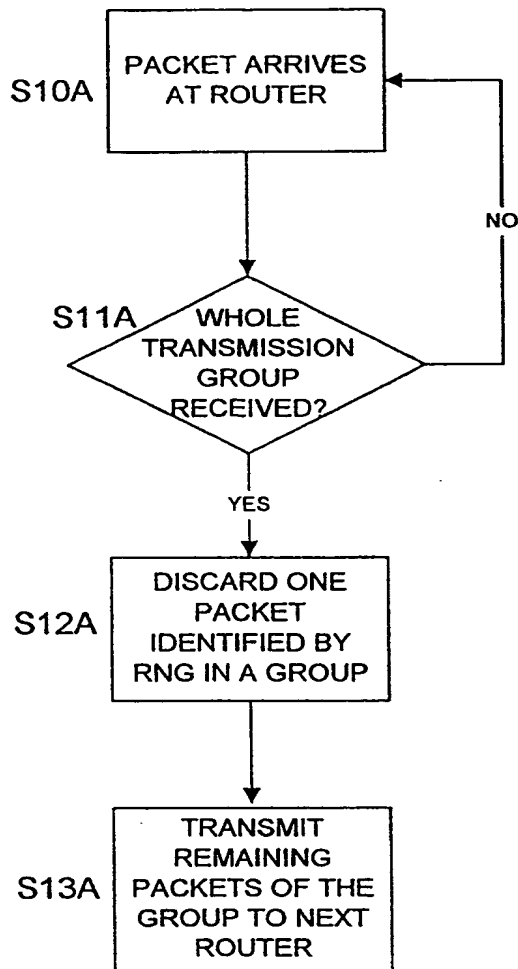 PACKET ARRIVES
AT ROUTER
S10A
NO
S11A
WHOLE
TRANSMISSION
GROUP
RECEIVED?
YES
DISCARD ONE
PACKET
IDENTIFIED BY
RNG IN A GROUP
S12A
TRANSMIT
REMAINING
PACKETS OF THE
GROUP TO NEXT
ROUTER
S13A